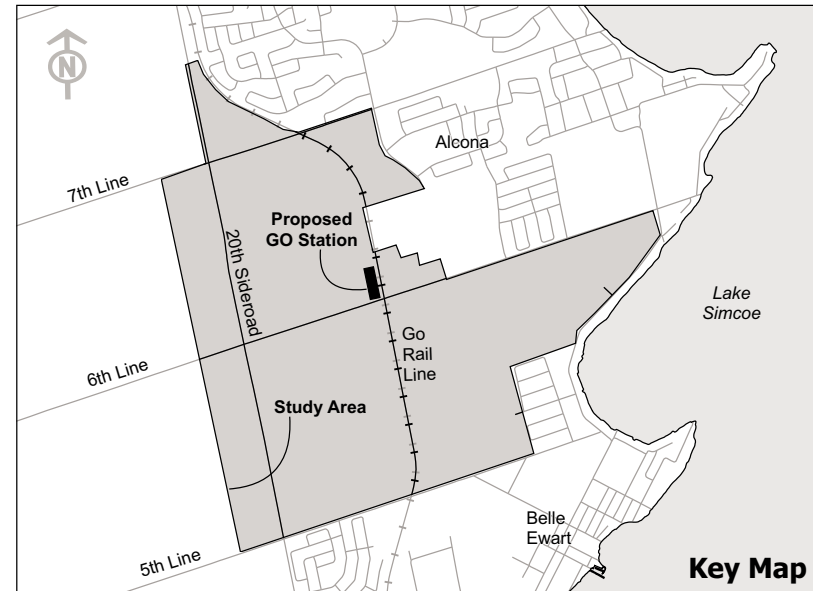 N
Alcona
7th Line
Proposed
GO Station
20th Sideroad
Lake
Simcoe
Go
Rail
Line
6th Line
Study Area
Belle
Ewart
5th Line
Key Map